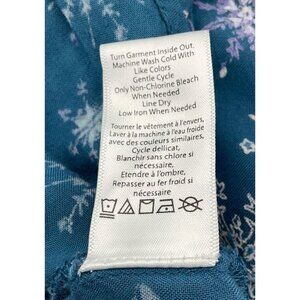 Turn Garment Inside Out.
Machine Wash Cold With
Like Colors
Gentle Cycle
Only Non-Chlorine Bleach
When Needed
Line Dry
Low Iron When Needed
Tourner le vêtement à l'envers.
Laver à la machine à l'eau froide
avec des couleurs similaires.
Cycle délicat,
Blanchir sans chlore si
nécessaire,
Etendre à l'ombre,
Repasser au fer froid si
nécessaire